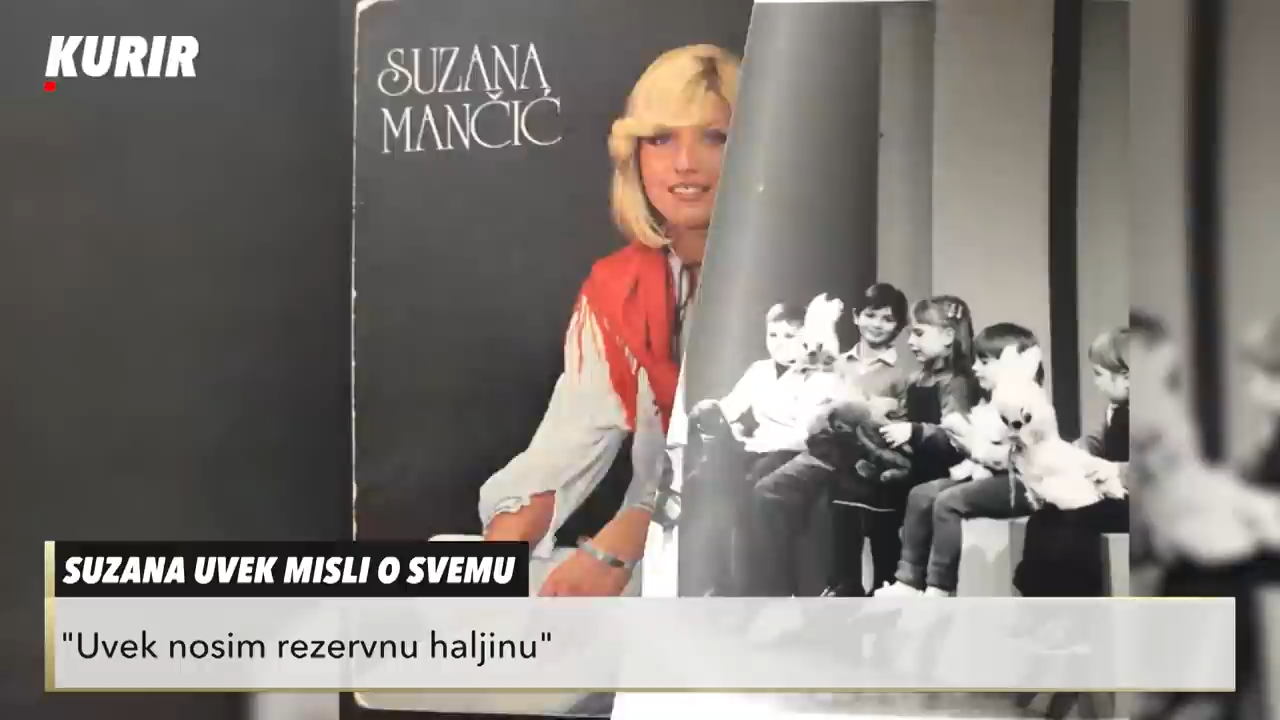 KURIR
SUZANA
MANČIĆ
SUZANA UVEK MISLI O SVEMU
"Uvek nosim rezervnu haljinu"